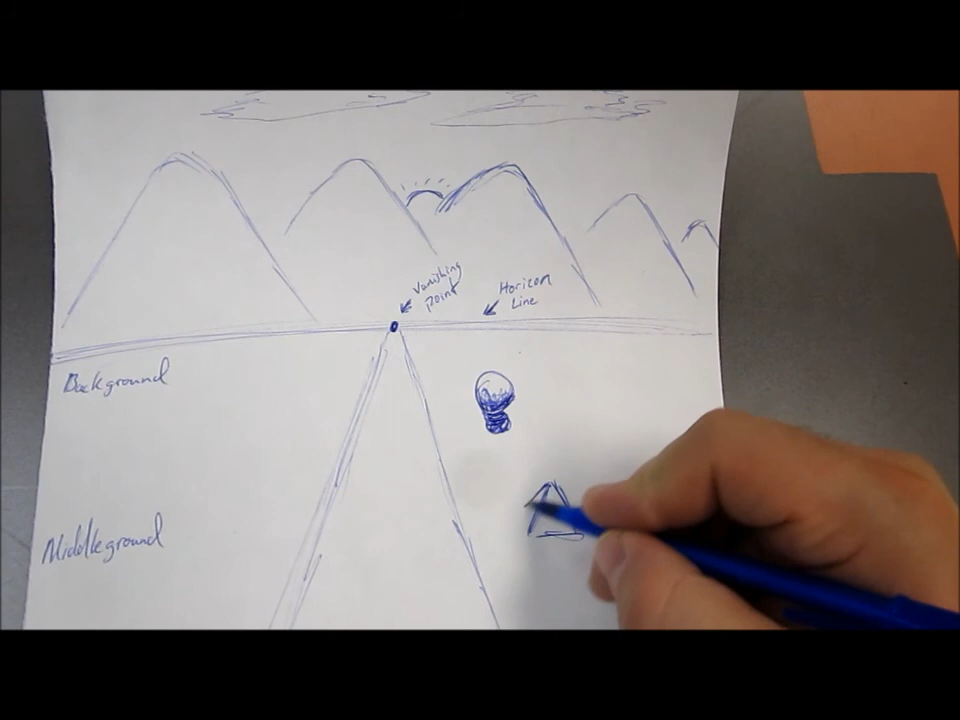 Vanishing
point
Horizon
Line
Background
Middleground